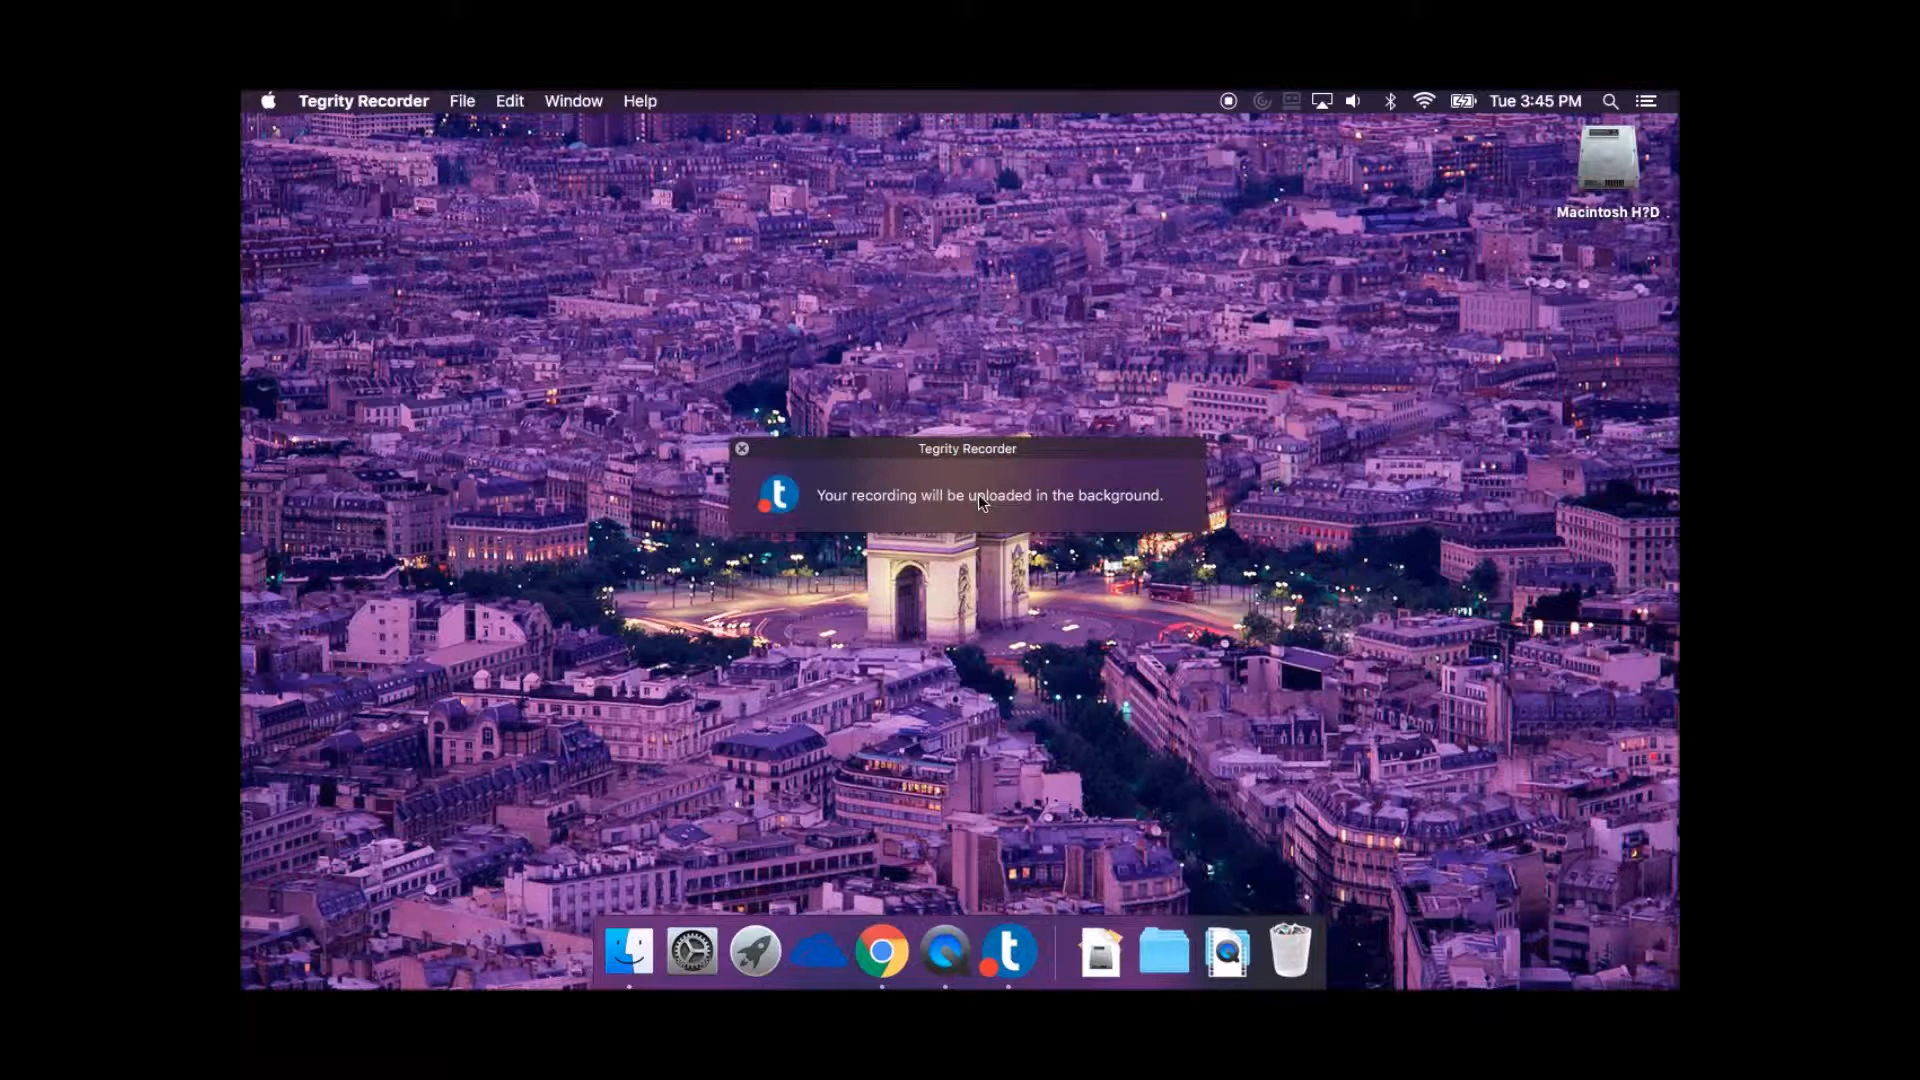 Tegrity Recorder File Edit Window Help Tue 3:45 PM
Macintosh H?D
Tegrity Recorder
t Your recording will be uploaded in the background.
t